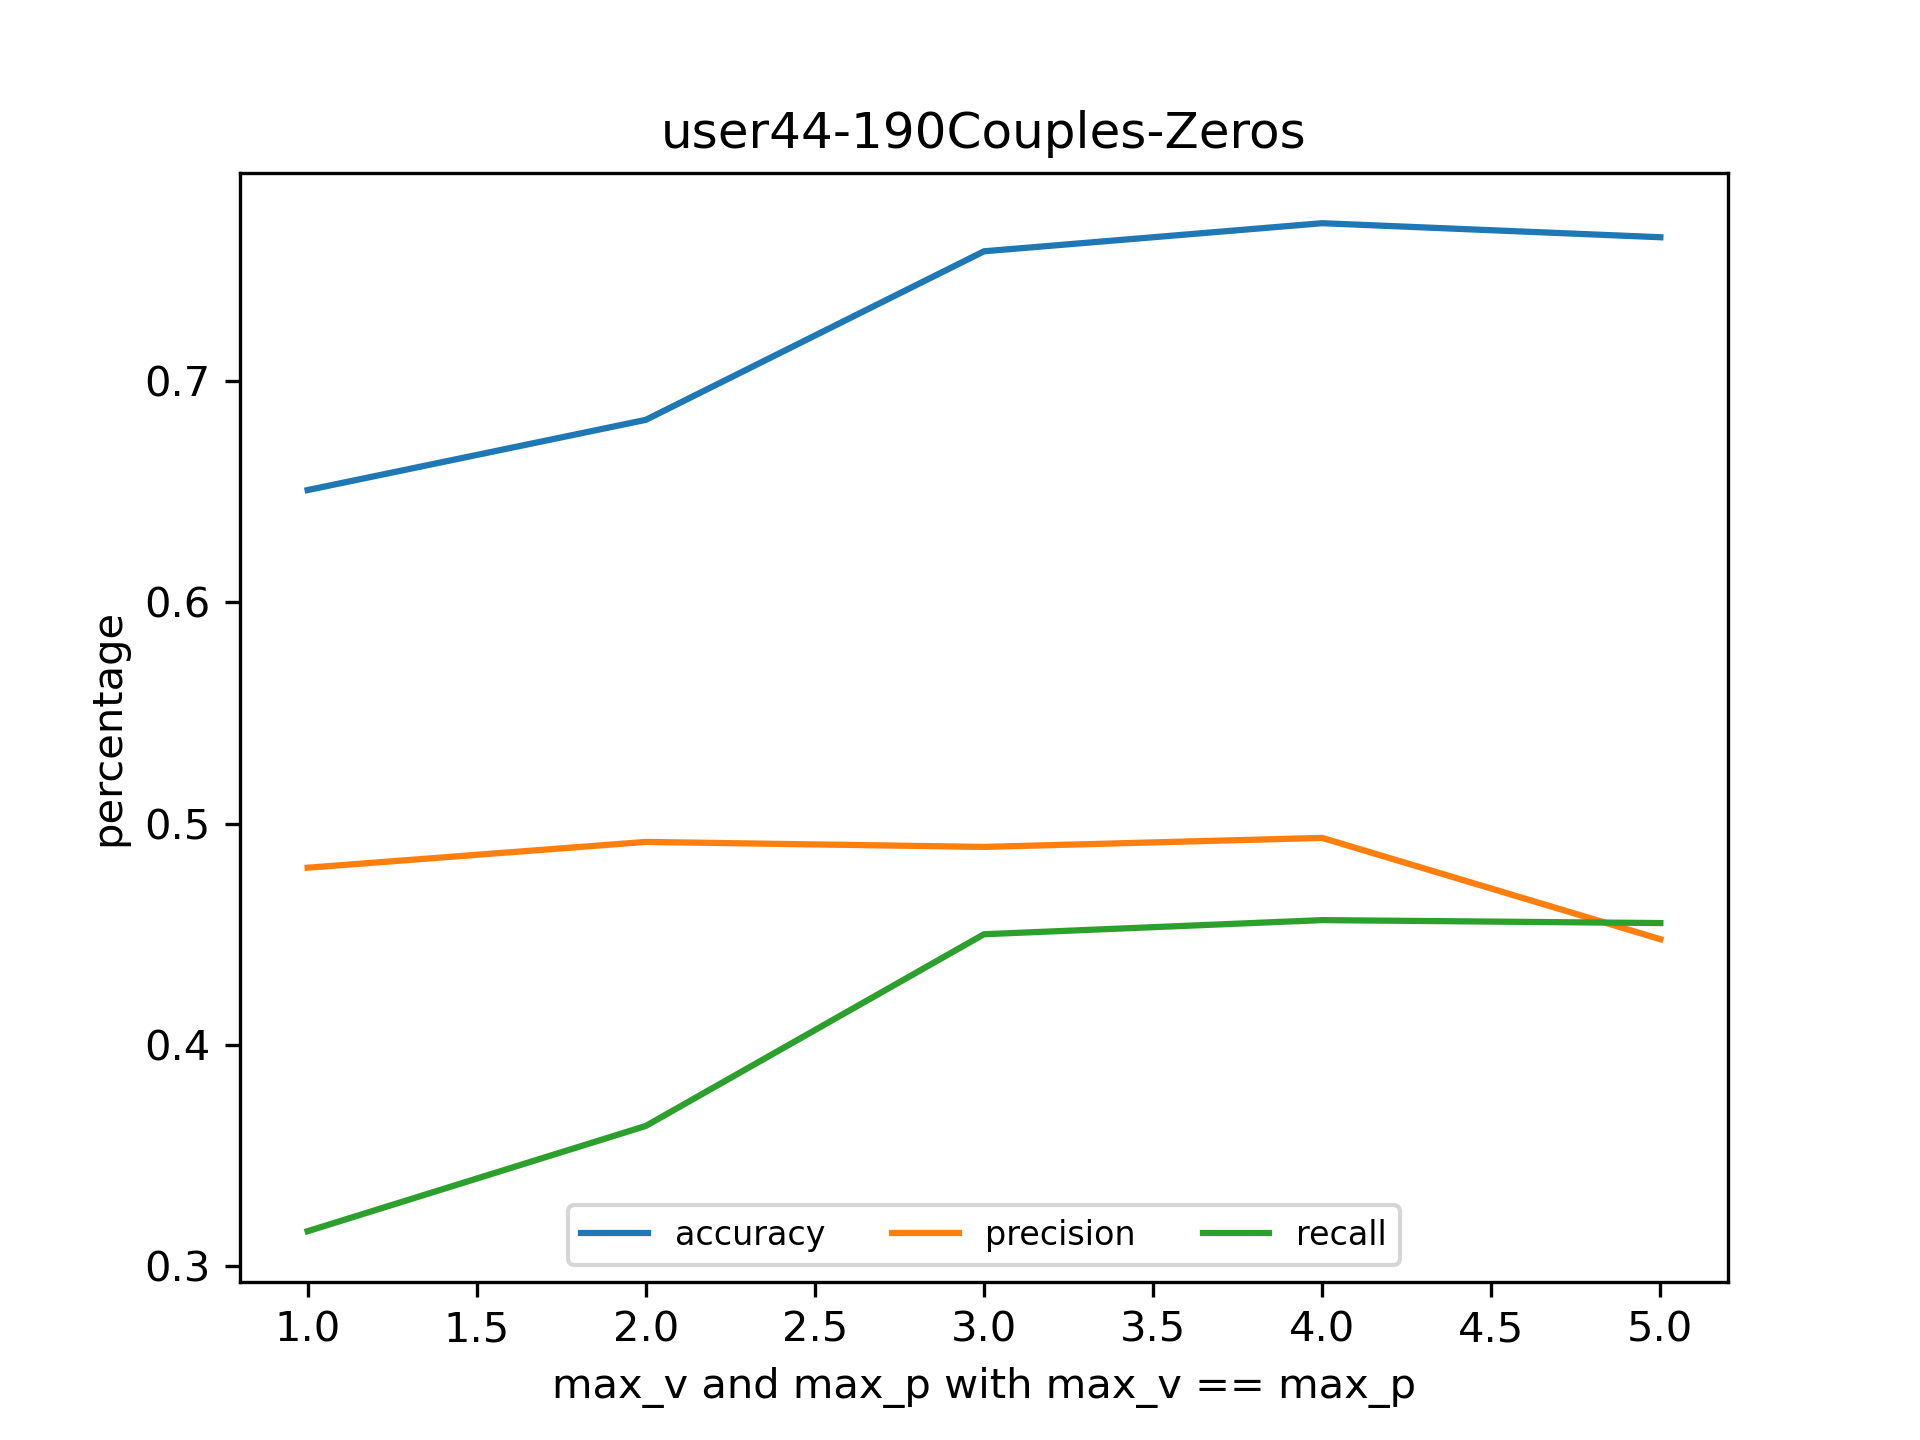 user44-190Couples-Zeros
percentage
0.7
0.6
0.5
0.4
0.3
accuracy precision recall
1.0 1.5 2.0 2.5 3.0 3.5 4.0 4.5 5.0
max_v and max_p with max_v == max_p